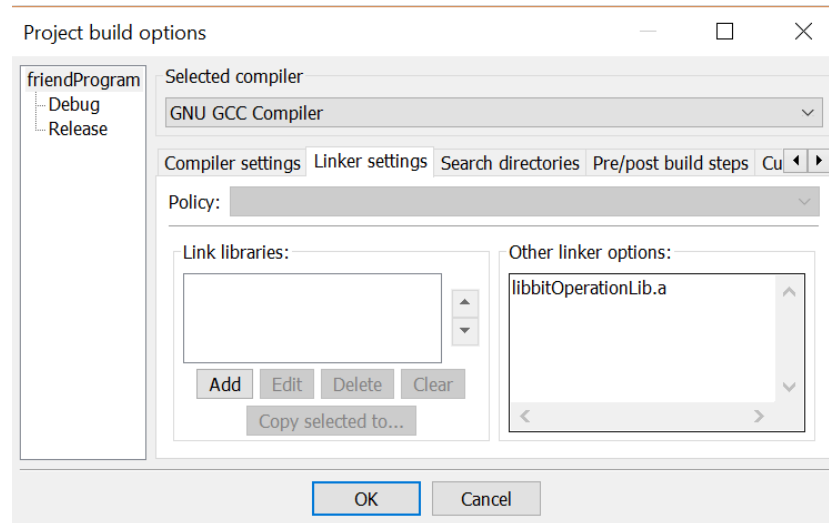 Project build options
friendProgram
Debug
Release
Selected compiler
GNU GCC Compiler
Compiler settings Linker settings Search directories Pre/post build steps Cu
Policy:
Link libraries:
Add Edit Delete Clear
Copy selected to...
Other linker options:
libbitOperationLib.a
OK Cancel